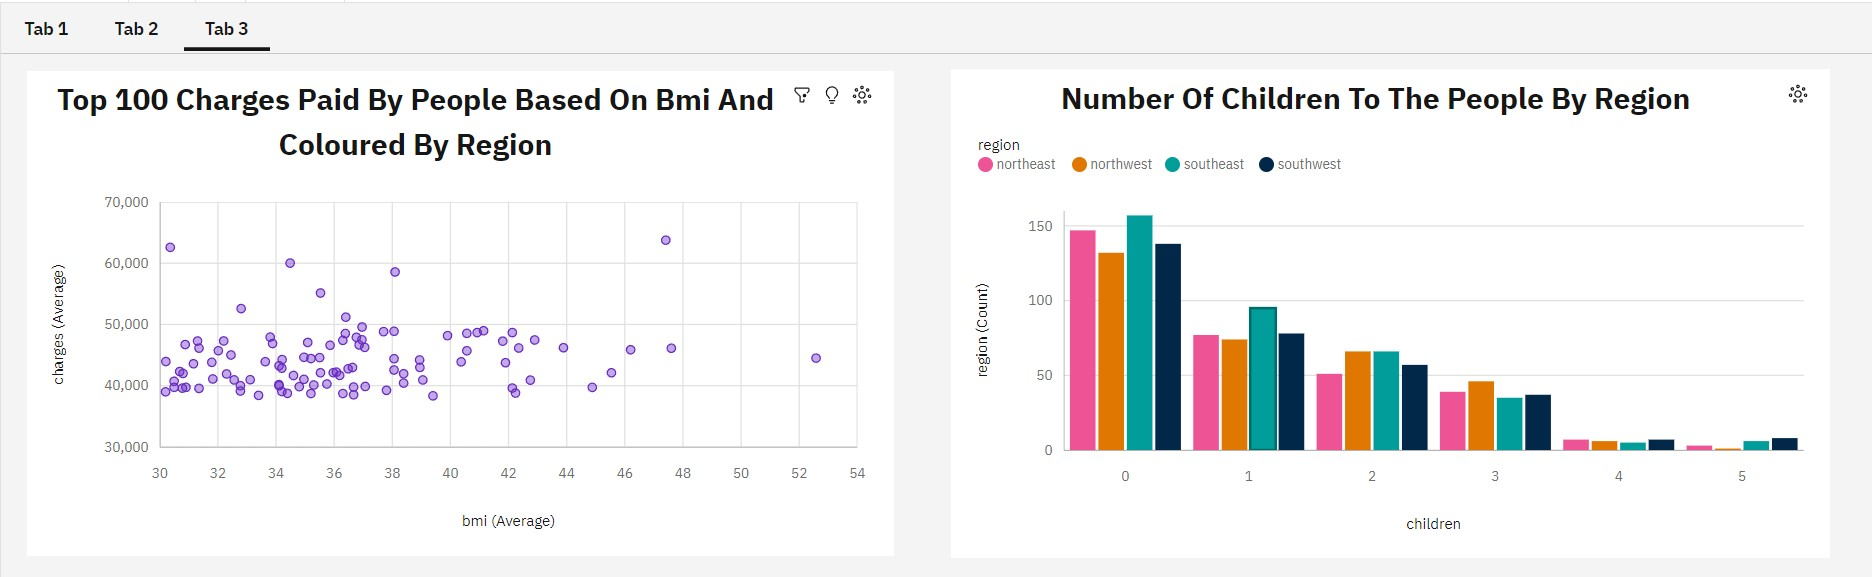 Tab 1 Tab 2 Tab 3
Top 100 Charges Paid By People Based On Bmi And
Coloured By Region
charges (Average)
70,000
60,000
50,000
40,000
30,000
30 32 34 36 38 40 42 44 46 48 50 52 54
bmi (Average)
Number Of Children To The People By Region
region
northeast northwest southeast southwest
region (Count)
150
100
50
0
0 1 2 3 4 5
children